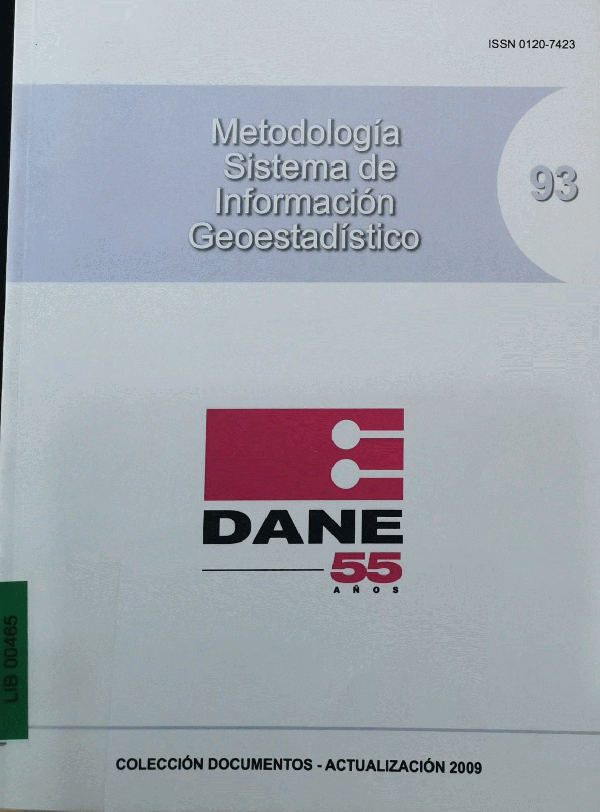 ISSN 0120-7423
Metodología
Sistema de
Información
Geoestadístico
93
DANE
55
AÑOS
LIB 00465
COLECCIÓN DOCUMENTOS - ACTUALIZACIÓN 2009